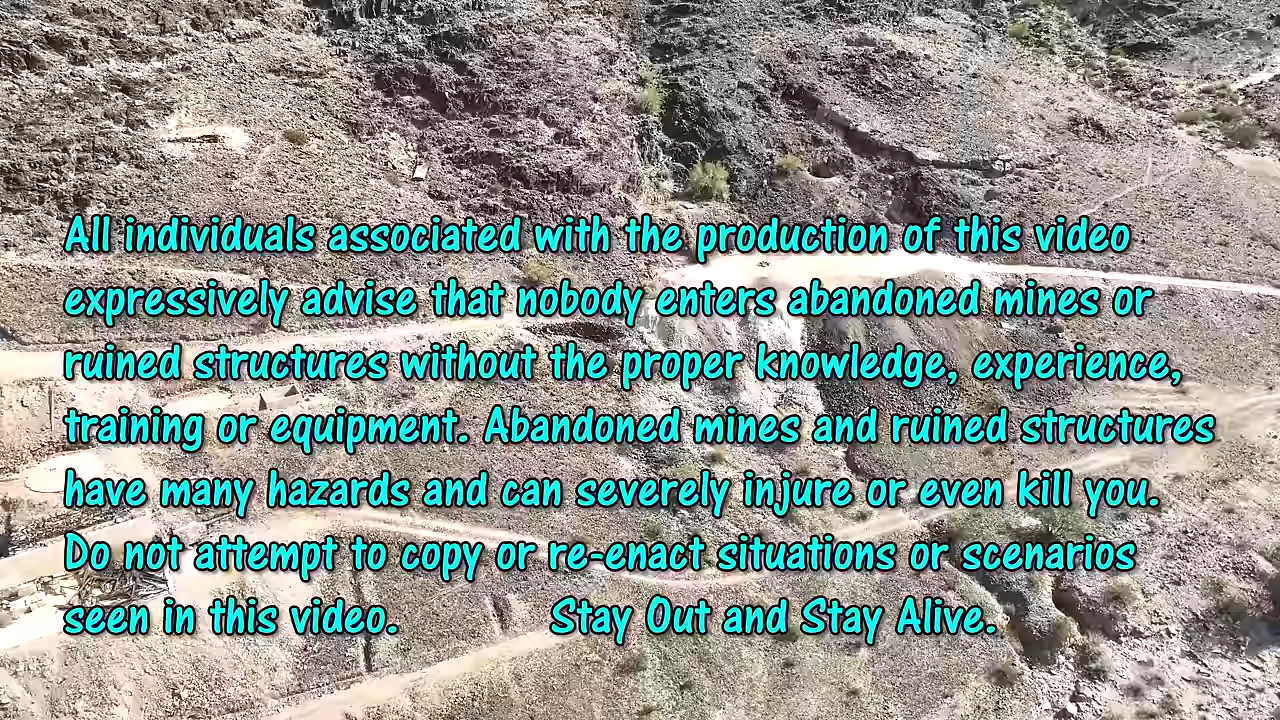 All individuals associated with the production of this video
expressively advise that nobody enters abandoned mines or
ruined structures without the proper knowledge, experience,
training or equipment. Abandoned mines and ruined structures
have many hazards and can severely injure or even kill you.
Do not attempt to copy or re-enact situations or scenarios
seen in this video. Stay Out and Stay Alive.